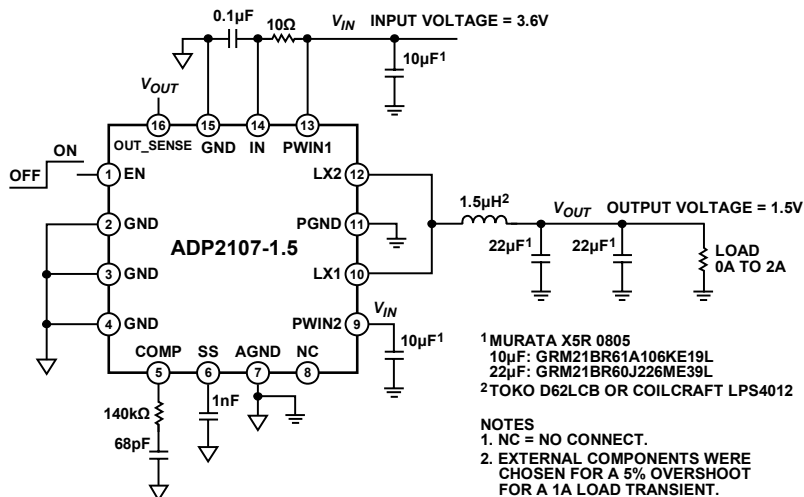 0.1µF
10Ω
VIN
INPUT VOLTAGE = 3.6V
10µF1
VOUT
16
15
14
13
OUT_SENSE
GND
IN
PWIN1
ON
OFF
1
EN
LX2
12
2
GND
PGND
11
ADP2107-1.5
3
GND
LX1
10
4
GND
PWIN2
9
1.5µH2
VOUT
OUTPUT VOLTAGE = 1.5V
22µF1
22µF1
LOAD
0A TO 2A
VIN
10µF1
COMP
SS
AGND
NC
5
6
7
8
140kΩ
1nF
68pF
1 MURATA X5R 0805
10µF: GRM21BR61A106KE19L
22µF: GRM21BR60J226ME39L
2 TOKO D62LCB OR COILCRAFT LPS4012
NOTES
1. NC = NO CONNECT.
2. EXTERNAL COMPONENTS WERE
CHOSEN FOR A 5% OVERSHOOT
FOR A 1A LOAD TRANSIENT.